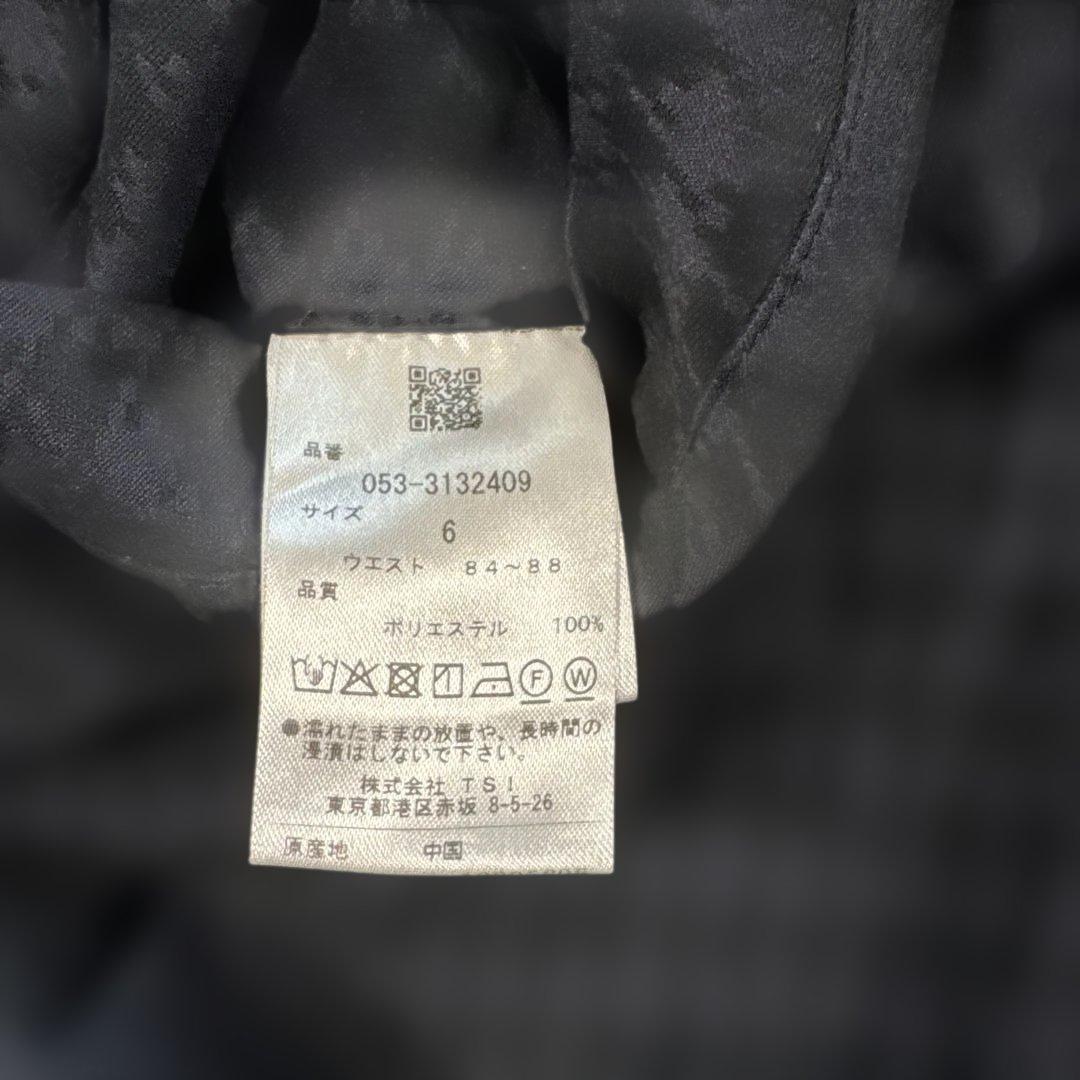 品番
053-3132409
サイズ
6
ウエスト 84～88
品質
ポリエステル 100%
F W
●濡れたままの放置や、長時間の
浸漬はしないで下さい。
株式会社 TSI
東京都港区赤坂 8-5-26
原産地 中国